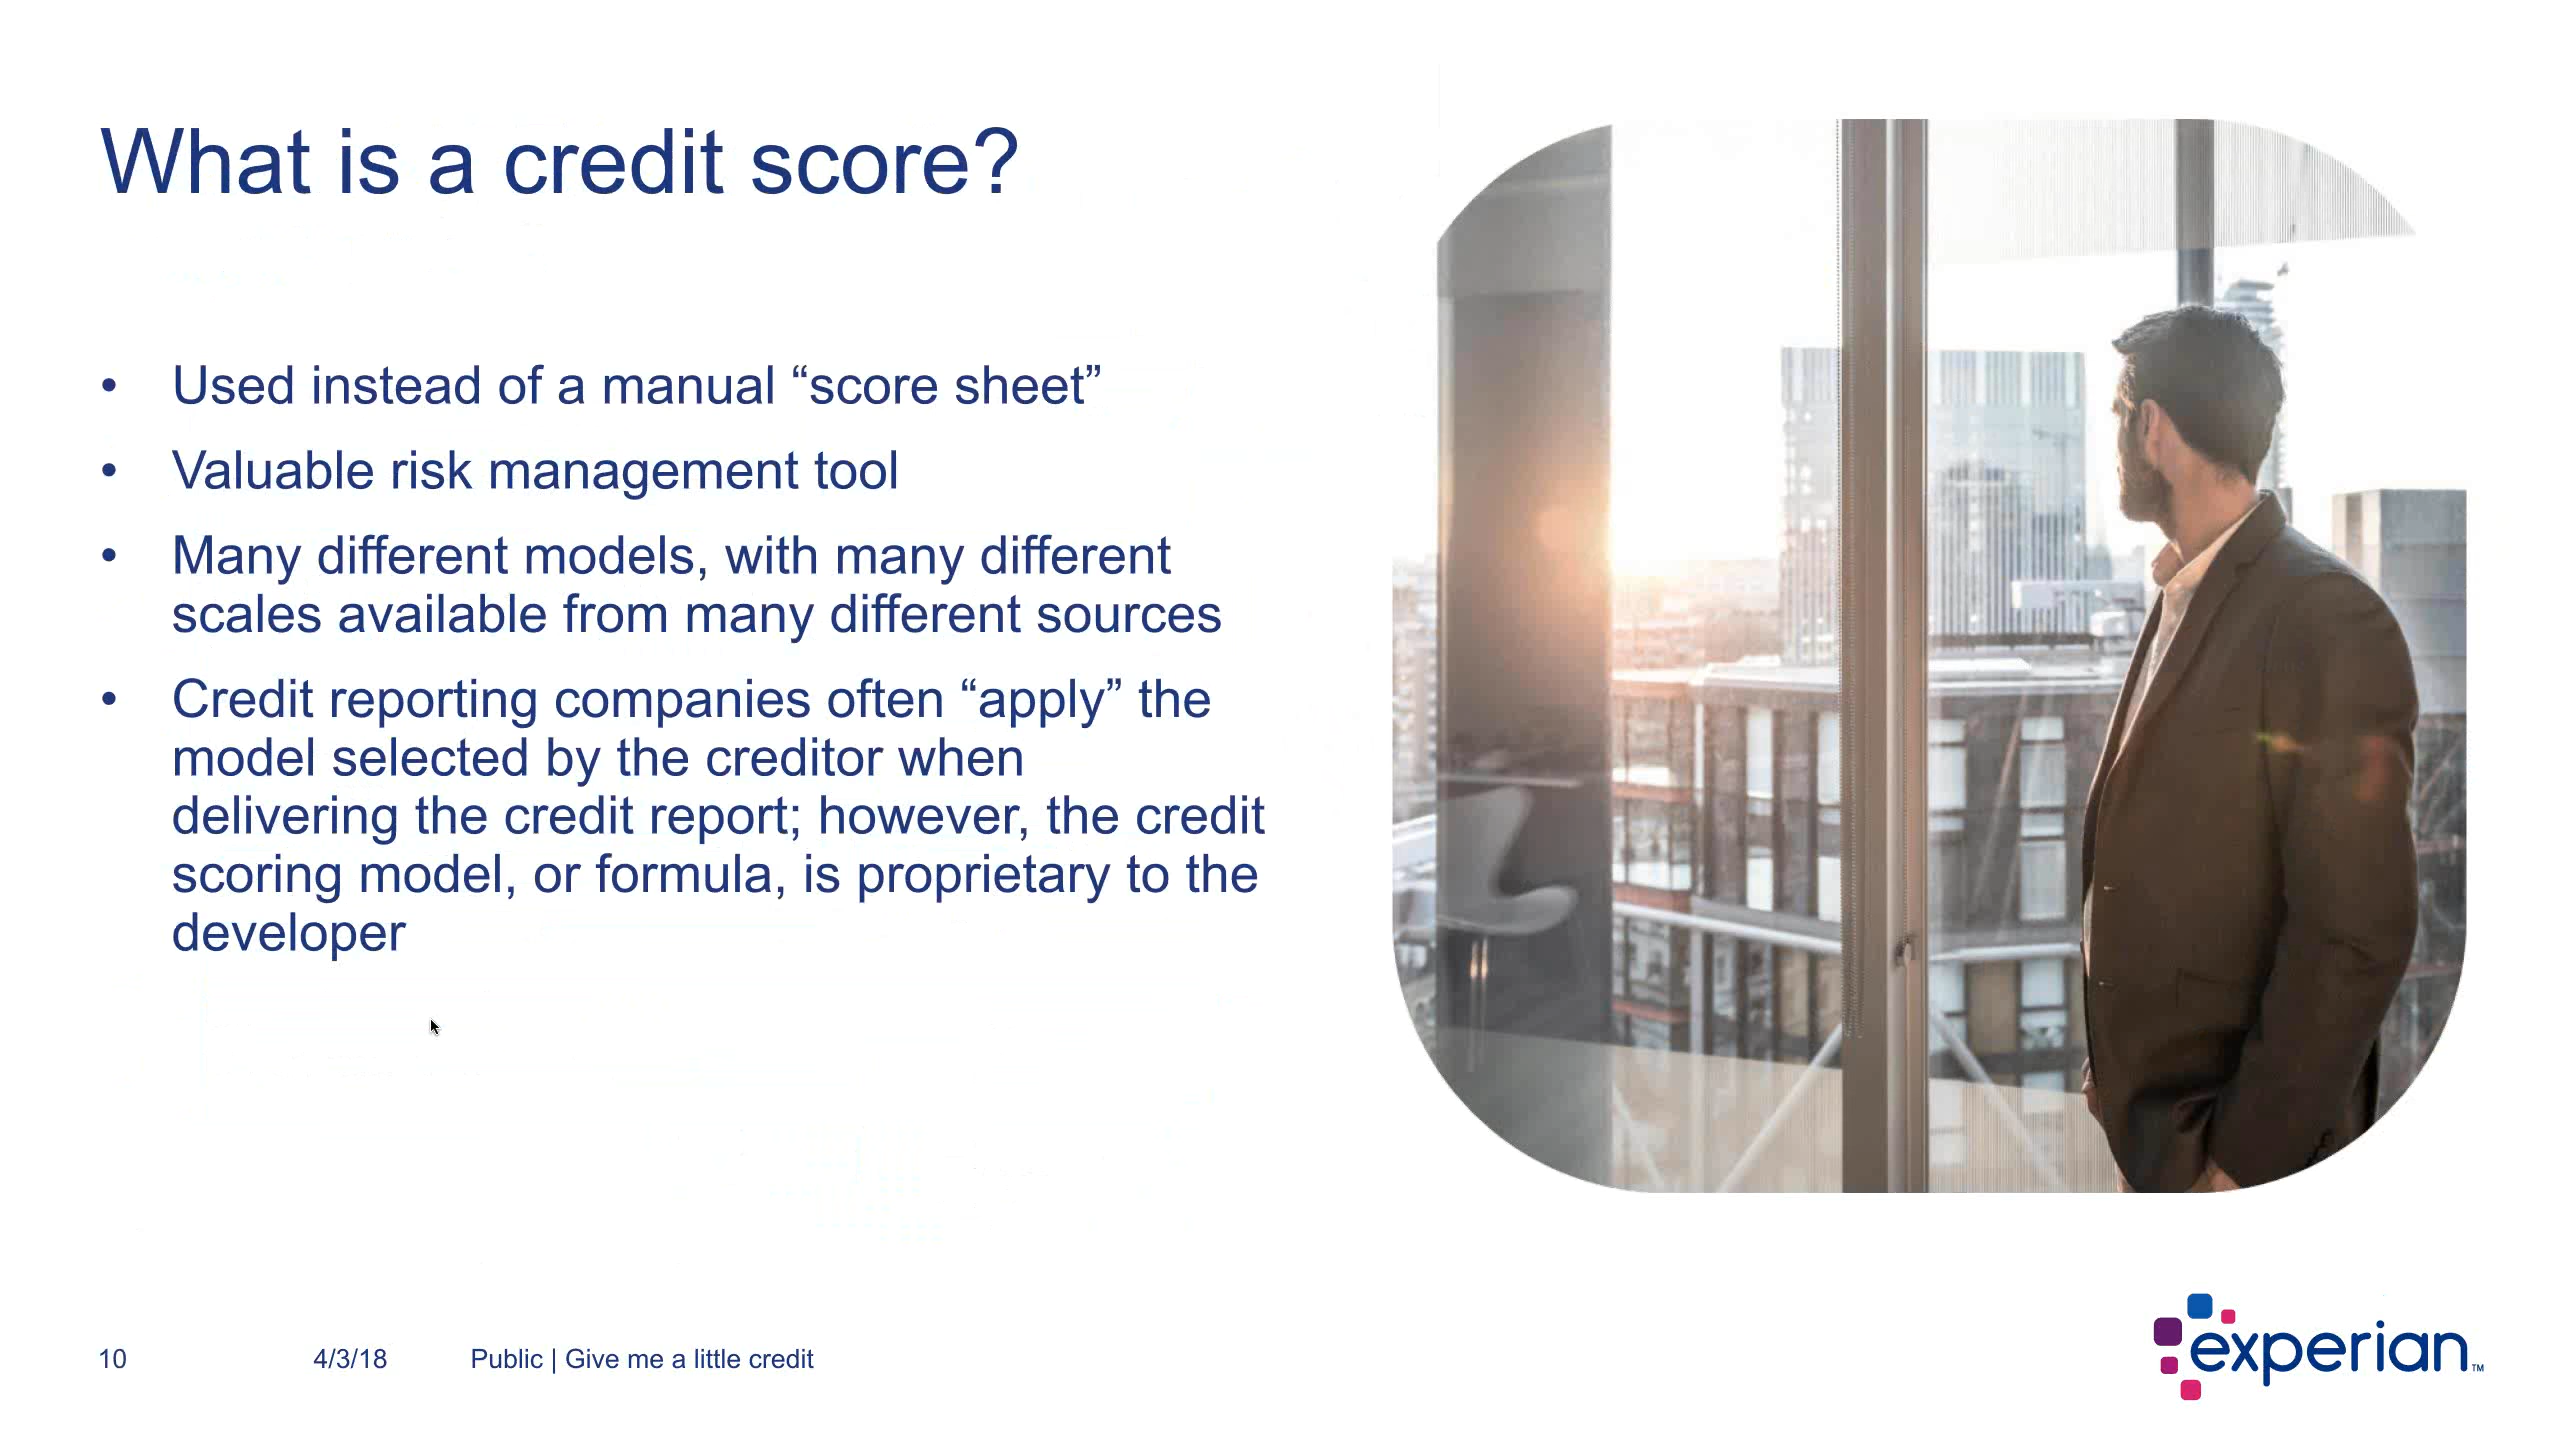 What is a credit score?
• Used instead of a manual “score sheet”
• Valuable risk management tool
• Many different models, with many different
scales available from many different sources
• Credit reporting companies often “apply” the
model selected by the creditor when
delivering the credit report; however, the credit
scoring model, or formula, is proprietary to the
developer
10 4/3/18 Public | Give me a little credit
experian™